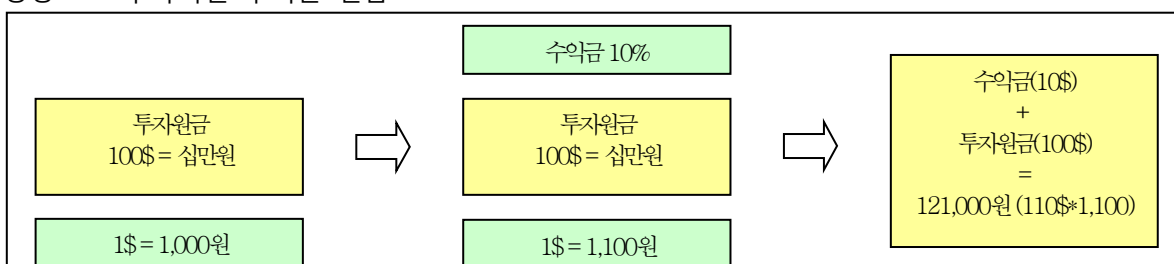 수익금 10%
투자원금
100$ = 십만원
투자원금
100$ = 십만원
수익금(10$)
+
투자원금(100$)
=
121,000원 (110$*1,100)
1$ = 1,000원
1$ = 1,100원